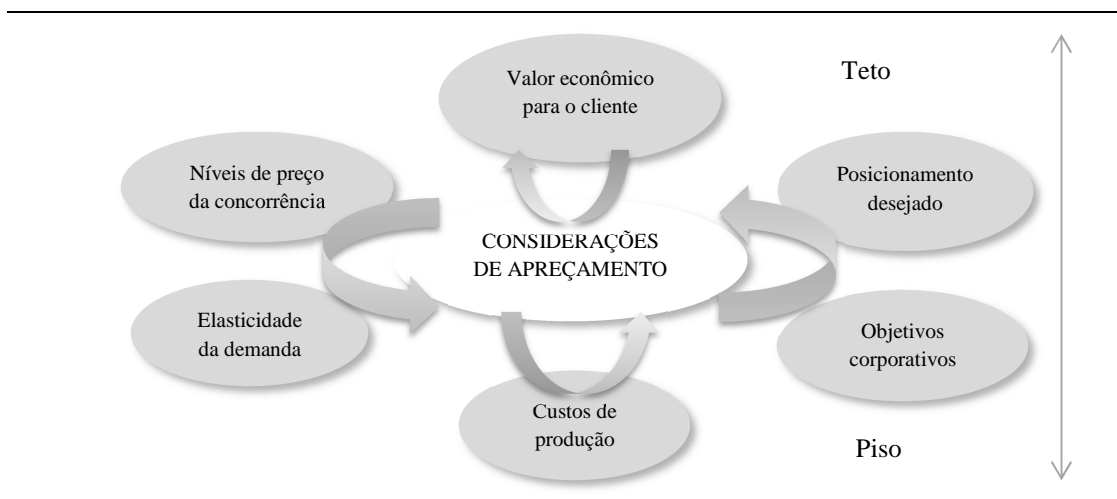 Valor econômico
para o cliente
Teto
Níveis de preço
da concorrência
Posicionamento
desejado
CONSIDERAÇÕES
DE APREÇAMENTO
Elasticidade
da demanda
Objetivos
corporativos
Custos de
produção
Piso